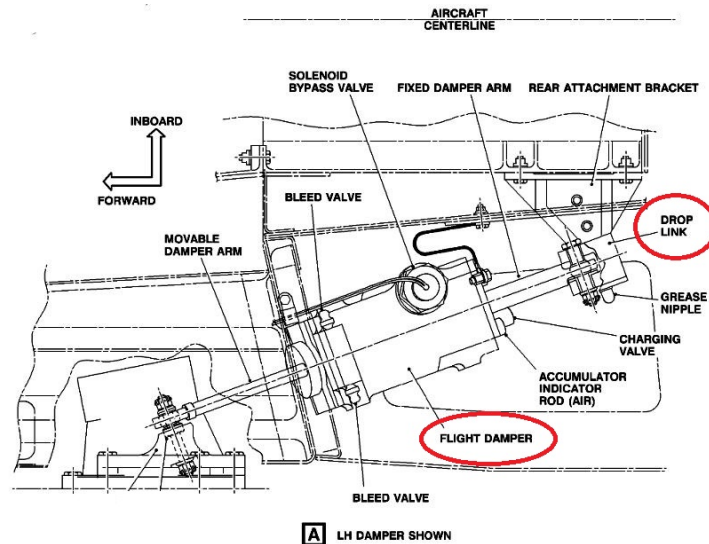 AIRCRAFT
CENTERLINE
SOLENOID
BYPASS VALVE
FIXED DAMPER ARM
REAR ATTACHMENT BRACKET
INBOARD
FORWARD
BLEED VALVE
DROP
LINK
MOVABLE
DAMPER ARM
GREASE
NIPPLE
CHARGING
VALVE
ACCUMULATOR
INDICATOR
ROD (AIR)
FLIGHT DAMPER
BLEED VALVE
A LH DAMPER SHOWN